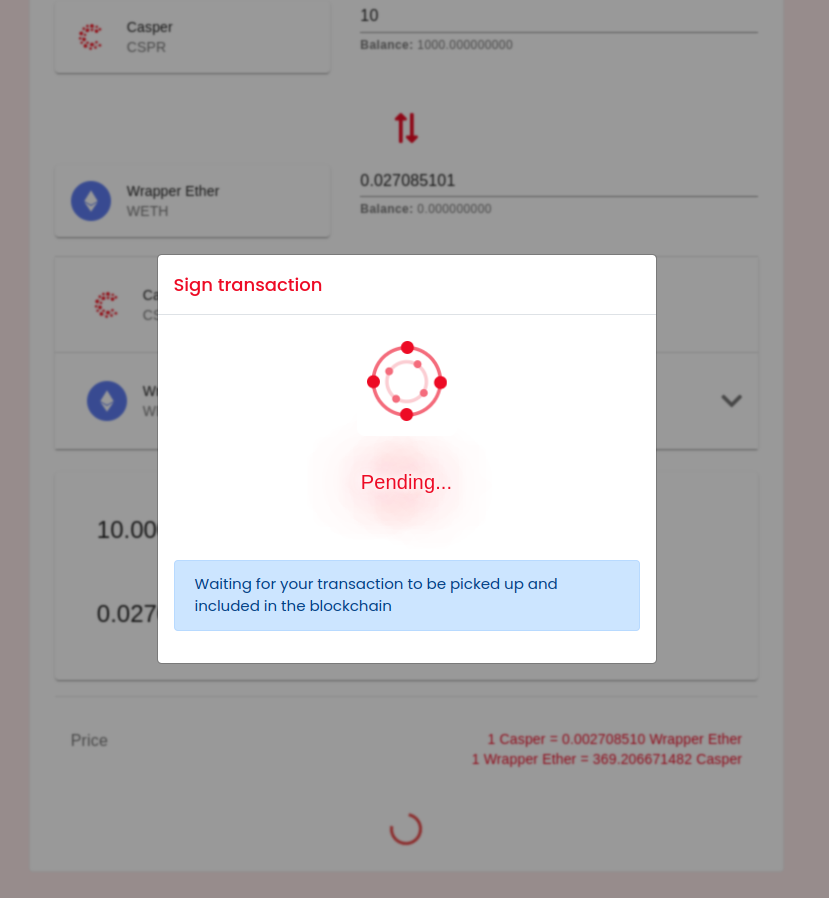 Casper
CSPR
10
Balance: 1000.000000000
Wrapper Ether
WETH
0.027085101
Balance: 0.000000000
Sign transaction
Pending...
Waiting for your transaction to be picked up and
included in the blockchain
10.00
0.027
Price
1 Casper = 0.002708510 Wrapper Ether
1 Wrapper Ether = 369.206671482 Casper